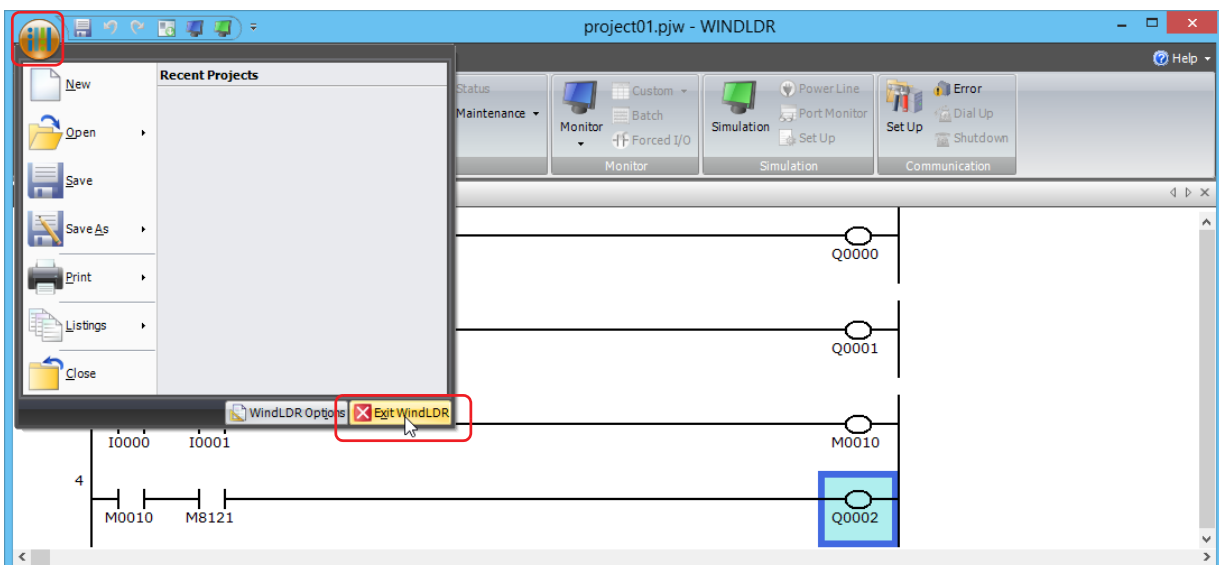 project01.pjw - WINDLDR
Help
New
Recent Projects
Open
Save
Save As
Print
Listings
Close
WindLDR Options
Exit WindLDR
Status
Maintenance
Monitor
Custom
Batch
Forced I/O
Monitor
Simulation
Power Line
Port Monitor
Set Up
Simulation
Set Up
Error
Dial Up
Shutdown
Communication
Q0000
Q0001
I0000 I0001 M0010
4
M0010 M8121 Q0002